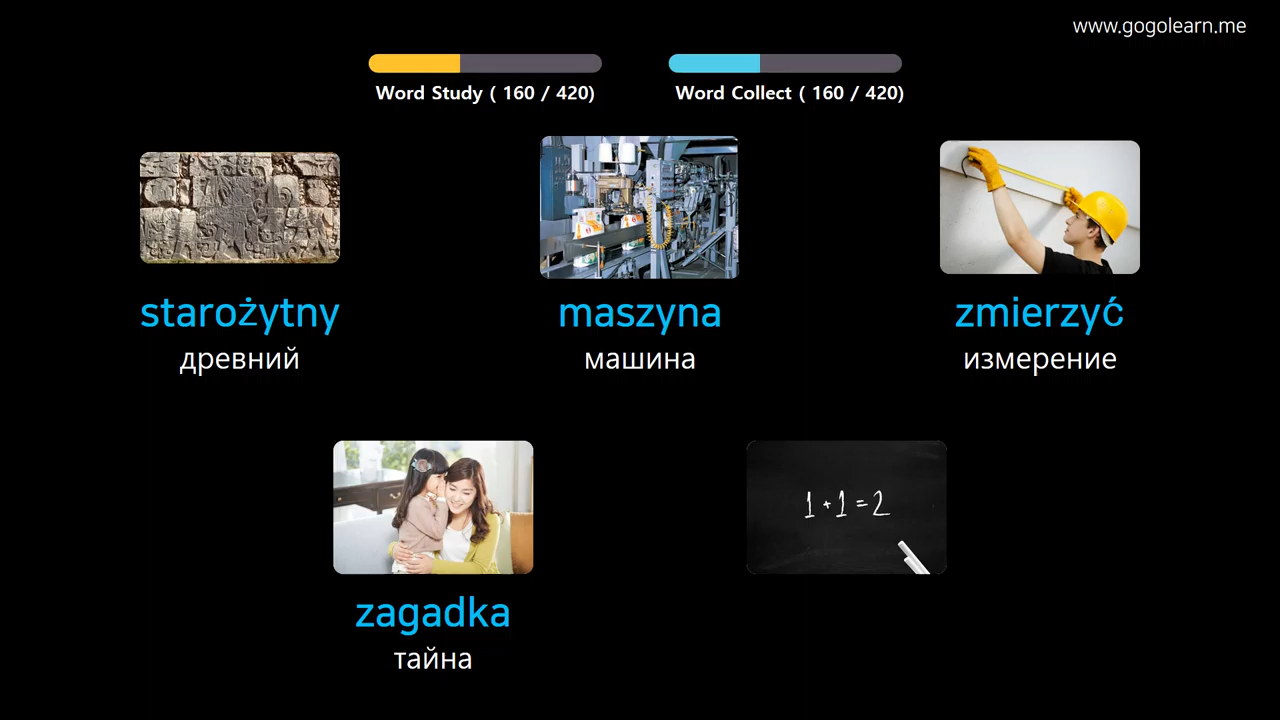 www.gogolearn.me
Word Study ( 160 / 420)
Word Collect ( 160 / 420)
starożytny
древний
maszyna
машина
zmierzyć
измерение
zagadka
тайна
1+1=2